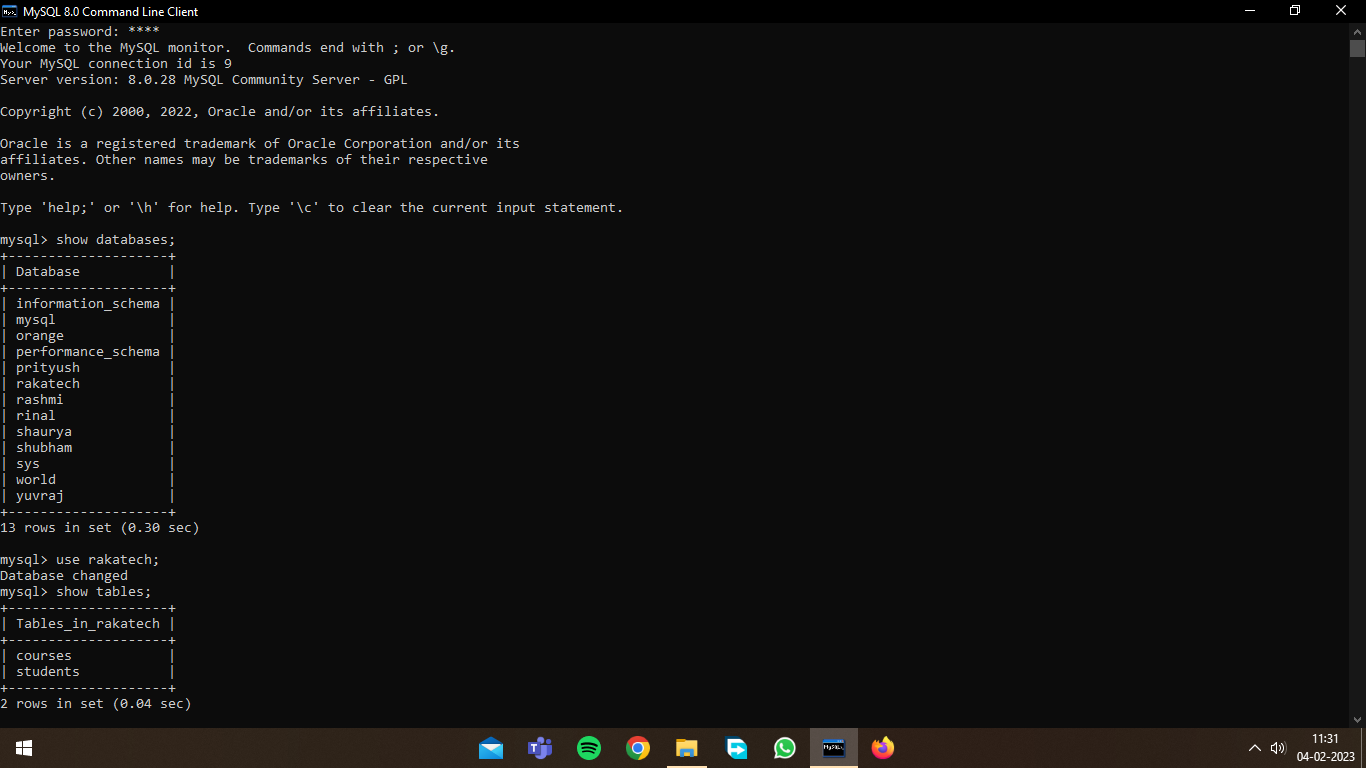 MySQL 8.0 Command Line Client
Enter password: ****
Welcome to the MySQL monitor.  Commands end with ; or \g.
Your MySQL connection id is 9
Server version: 8.0.28 MySQL Community Server - GPL

Copyright (c) 2000, 2022, Oracle and/or its affiliates.

Oracle is a registered trademark of Oracle Corporation and/or its
affiliates. Other names may be trademarks of their respective
owners.

Type 'help;' or '\h' for help. Type '\c' to clear the current input statement.

mysql> show databases;
+--------------------+
| Database           |
+--------------------+
| information_schema |
| mysql              |
| orange             |
| performance_schema |
| prityush           |
| rakatech           |
| rashmi             |
| rinal              |
| shaurya            |
| shubham            |
| sys                |
| world              |
| yuvraj             |
+--------------------+
13 rows in set (0.30 sec)

mysql> use rakatech;
Database changed
mysql> show tables;
+--------------------+
| Tables_in_rakatech |
+--------------------+
| courses            |
| students           |
+--------------------+
2 rows in set (0.04 sec)
11:31
04-02-2023